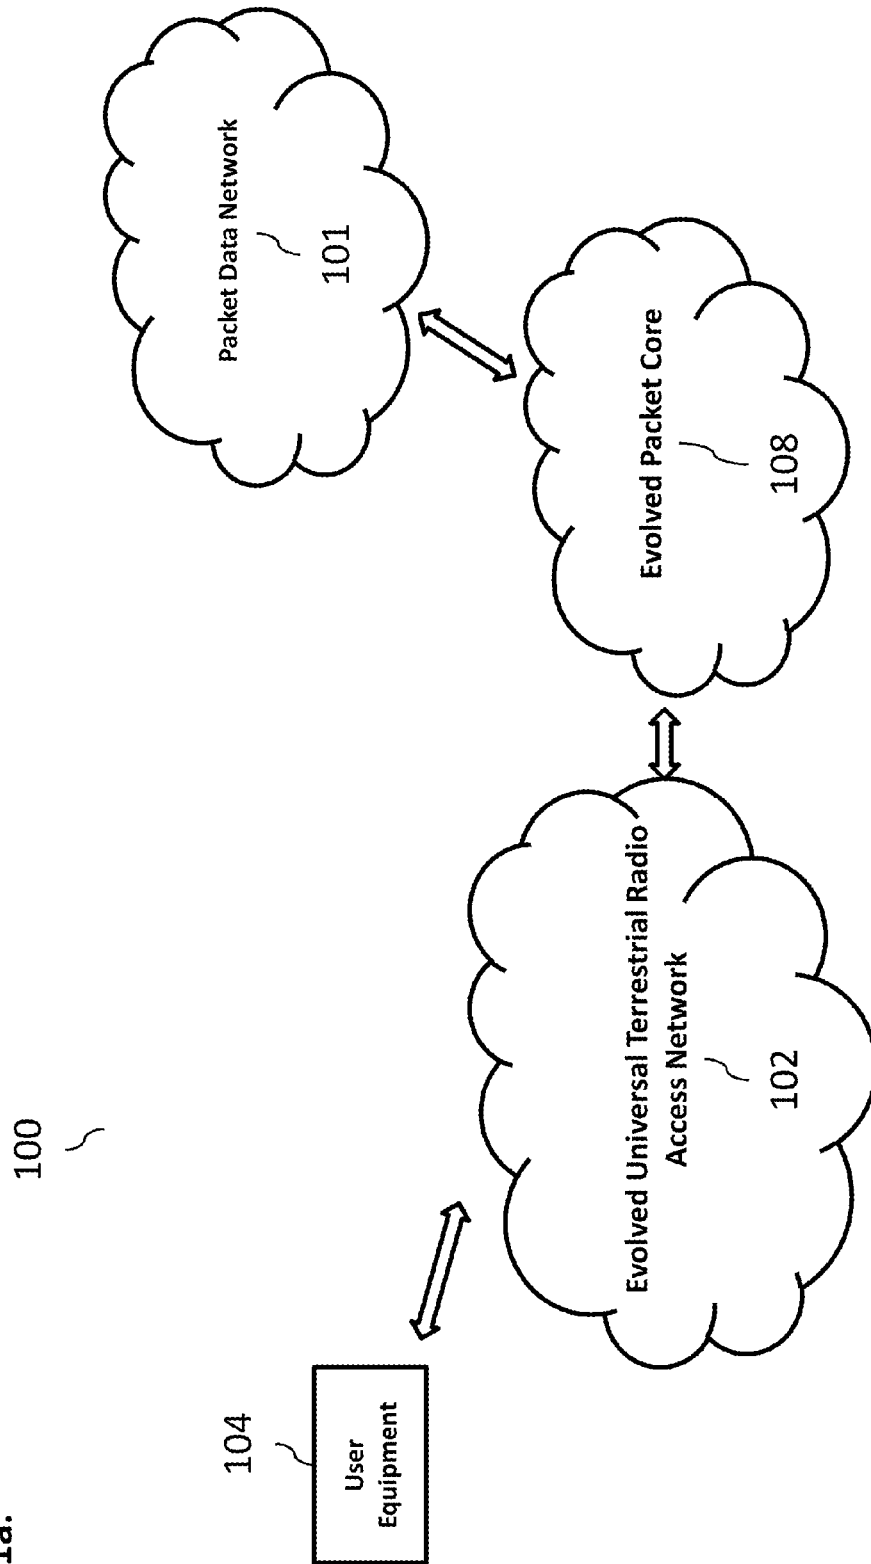 1a.
100
104
User
Equipment
Evolved Universal Terrestrial Radio
Access Network
102
Evolved Packet Core
108
Packet Data Network
101